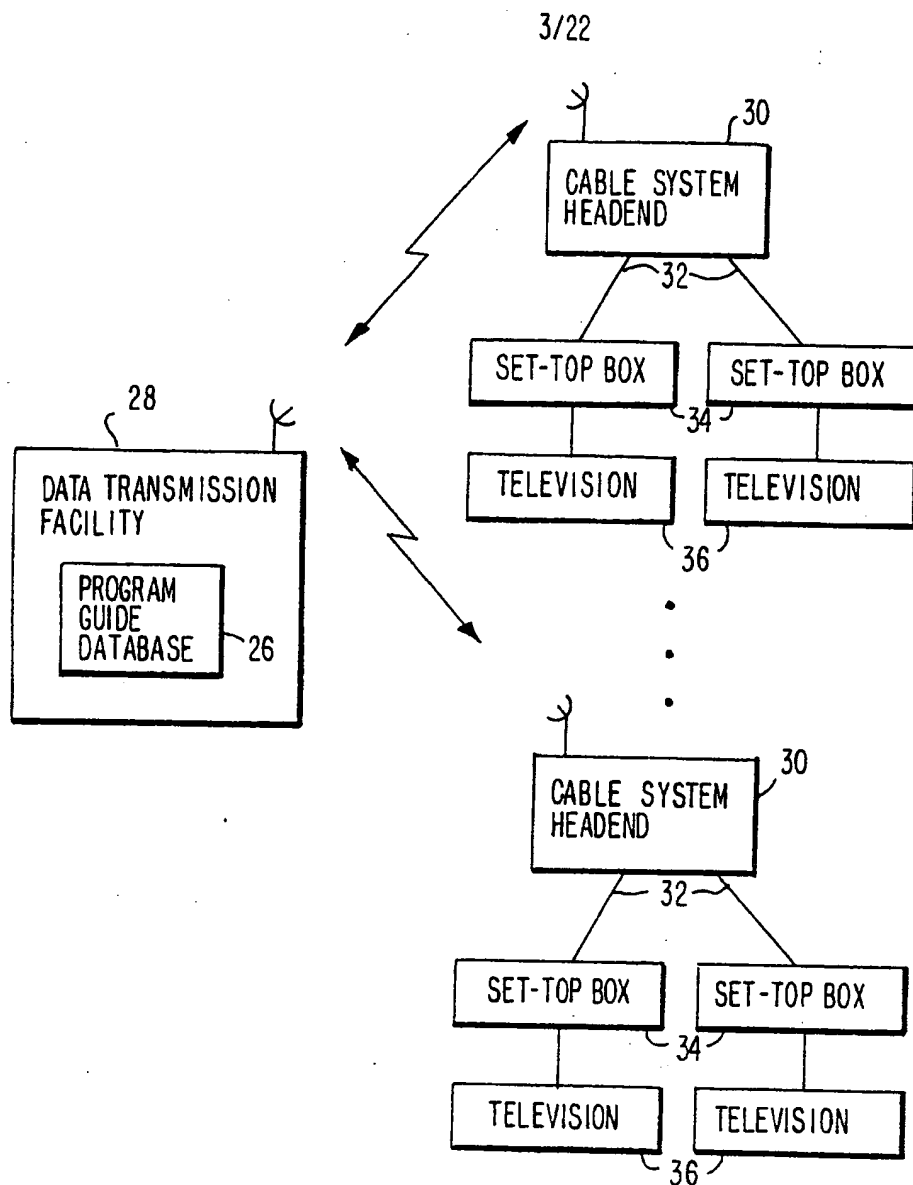 3/22
30
CABLE SYSTEM
HEADEND
32
SET-TOP BOX
SET-TOP BOX
34
TELEVISION
TELEVISION
36
28
DATA TRANSMISSION
FACILITY
PROGRAM
GUIDE
DATABASE
26
30
CABLE SYSTEM
HEADEND
32
SET-TOP BOX
SET-TOP BOX
34
TELEVISION
TELEVISION
36